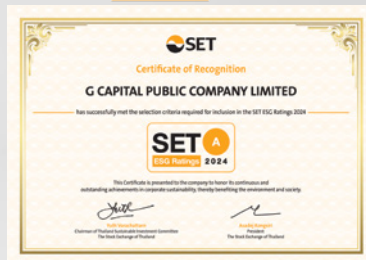 SET
Certificate of Recognition
G CAPITAL PUBLIC COMPANY LIMITED
has successfully met the selection criteria required for inclusion in the SET ESG Ratings 2024
SET A
ESG Ratings 2024
This Certificate is presented to the company to honor its continuous and
outstanding achievements in corporate sustainability, thereby benefiting the environment and society.
Chairman of Thailand Sustainable Investment Committee
President
The Stock Exchange of Thailand
The Stock Exchange of Thailand